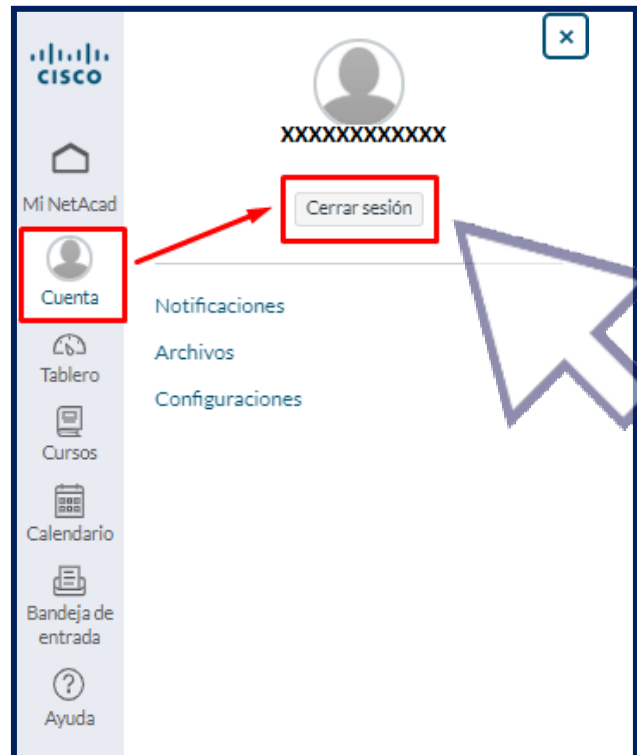 CISCO
Mi NetAcad
Cuenta
Tablero
Cursos
Calendario
Bandeja de
entrada
Ayuda
×
XXXXXXXXXXXX
Cerrar sesión
Notificaciones
Archivos
Configuraciones